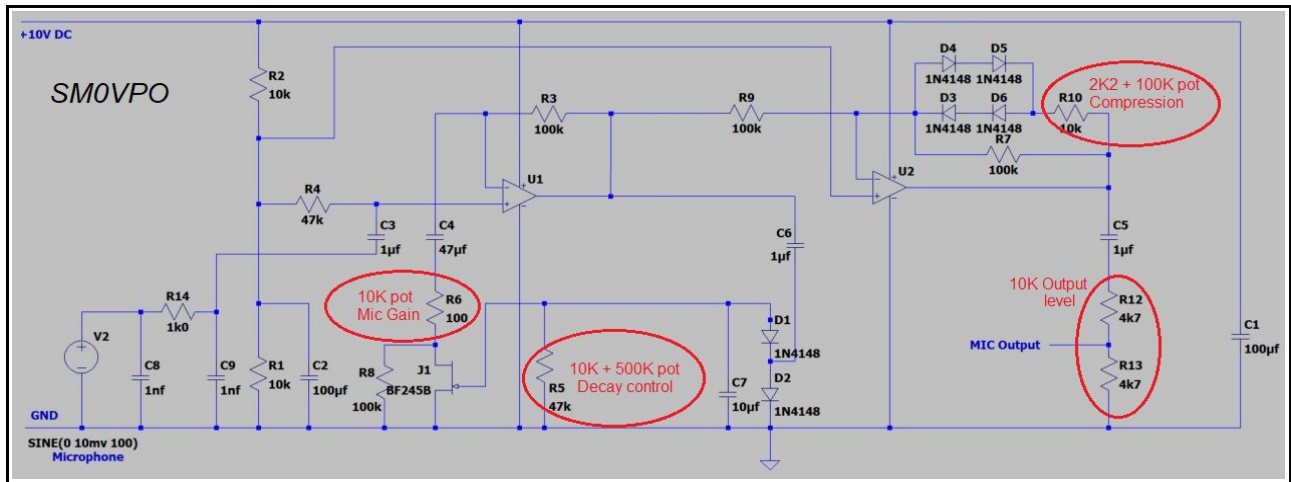 +10V DC
SM0VPO
R2
10k
R3
100k
R9
100k
D4
1N4148
D5
1N4148
D3
1N4148
D6
1N4148
R10
10k
2K2 + 100K pot
Compression
R7
100k
U1
U2
R4
47k
C3
1µf
C4
47µf
C6
1µf
C5
1µf
10K pot
Mic Gain
R6
100
10K Output
level
R12
4k7
R14
1k0
V2
C8
1nf
C9
1nf
R1
10k
C2
100µf
R8
100k
J1
BF245B
R5
47k
10K + 500K pot
Decay control
C7
10µf
D1
1N4148
D2
1N4148
MIC Output
R13
4k7
C1
100µf
GND
SINE(0 10mv 100)
Microphone